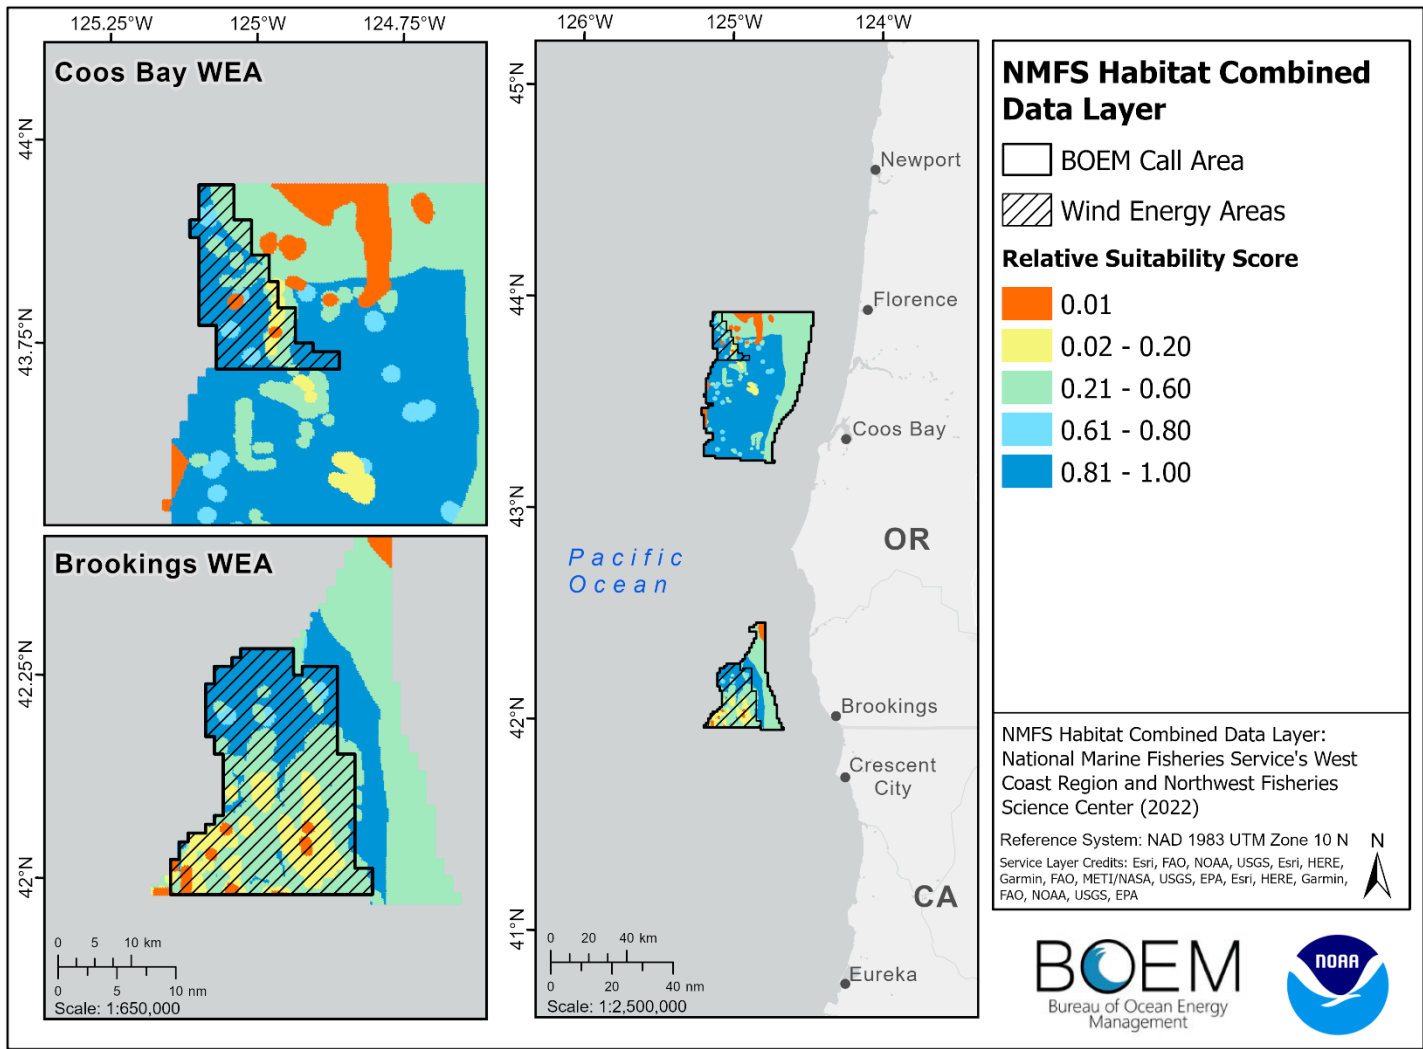 125.25°W
125°W
124.75°W
126°W
125°W
124°W
Coos Bay WEA
44°N
43.75°N
Brookings WEA
42.25°N
42°N
0 5 10 km
0 5 10 nm
Scale: 1:650,000
45°N
44°N
43°N
42°N
41°N
Newport
Florence
Coos Bay
OR
Pacific
Ocean
Brookings
Crescent
City
CA
Eureka
0 20 40 km
0 20 40 nm
Scale: 1:2,500,000
NMFS Habitat Combined
Data Layer
BOEM Call Area
Wind Energy Areas
Relative Suitability Score
0.01
0.02 - 0.20
0.21 - 0.60
0.61 - 0.80
0.81 - 1.00
NMFS Habitat Combined Data Layer:
National Marine Fisheries Service's West
Coast Region and Northwest Fisheries
Science Center (2022)
Reference System: NAD 1983 UTM Zone 10 N
N
Service Layer Credits: Esri, FAO, NOAA, USGS, Esri, HERE,
Garmin, FAO, METI/NASA, USGS, EPA, Esri, HERE, Garmin,
FAO, NOAA, USGS, EPA
BOEM
Bureau of Ocean Energy
Management
NOAA